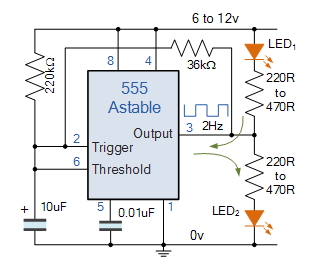 6 to 12v
LED1
8
4
36kΩ
220kΩ
555
Astable
220R
to
470R
Output
3
2Hz
2
Trigger
6
Threshold
220R
to
470R
+
10uF
5
0.01uF
1
LED2
0v